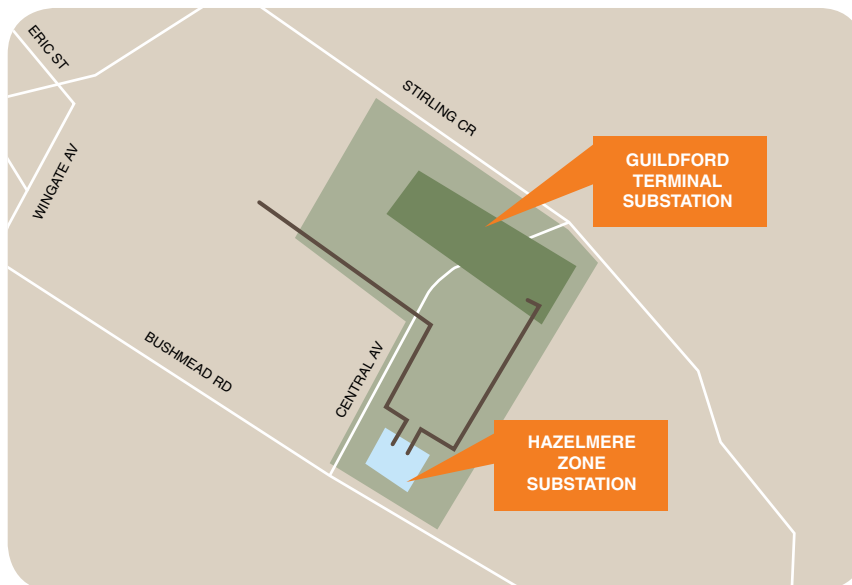 ERIC ST
STIRLING CR
WINGATE AV
GUILDFORD
TERMINAL
SUBSTATION
BUSHMEAD RD
CENTRAL AV
HAZELMERE
ZONE
SUBSTATION